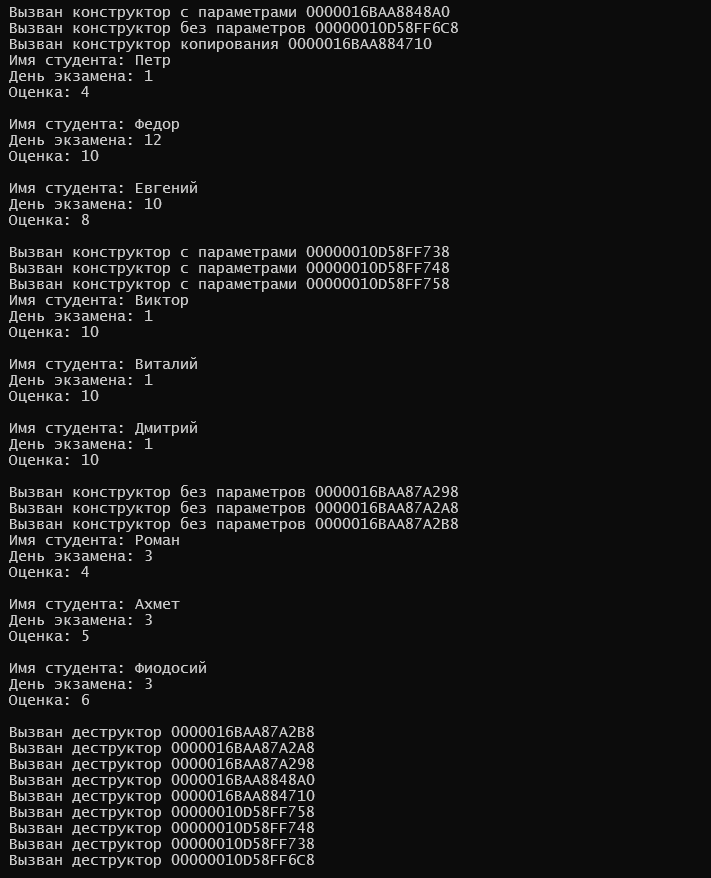 Вызван конструктор с параметрами 0000016BAA8848A0
Вызван конструктор без параметров 00000010D58FF6C8
Вызван конструктор копирования 0000016BAA884710
Имя студента: Петр
День экзамена: 1
Оценка: 4
Имя студента: Федор
День экзамена: 12
Оценка: 10
Имя студента: Евгений
День экзамена: 10
Оценка: 8
Вызван конструктор с параметрами 00000010D58FF738
Вызван конструктор с параметрами 00000010D58FF748
Вызван конструктор с параметрами 00000010D58FF758
Имя студента: Виктор
День экзамена: 1
Оценка: 10
Имя студента: Виталий
День экзамена: 1
Оценка: 10
Имя студента: Дмитрий
День экзамена: 1
Оценка: 10
Вызван конструктор без параметров 0000016BAA87A298
Вызван конструктор без параметров 0000016BAA87A2A8
Вызван конструктор без параметров 0000016BAA87A2B8
Имя студента: Роман
День экзамена: 3
Оценка: 4
Имя студента: Ахмет
День экзамена: 3
Оценка: 5
Имя студента: Фиодосий
День экзамена: 3
Оценка: 6
Вызван деструктор 0000016BAA87A2B8
Вызван деструктор 0000016BAA87A2A8
Вызван деструктор 0000016BAA87A298
Вызван деструктор 0000016BAA8848A0
Вызван деструктор 0000016BAA884710
Вызван деструктор 00000010D58FF758
Вызван деструктор 00000010D58FF748
Вызван деструктор 00000010D58FF738
Вызван деструктор 00000010D58FF6C8